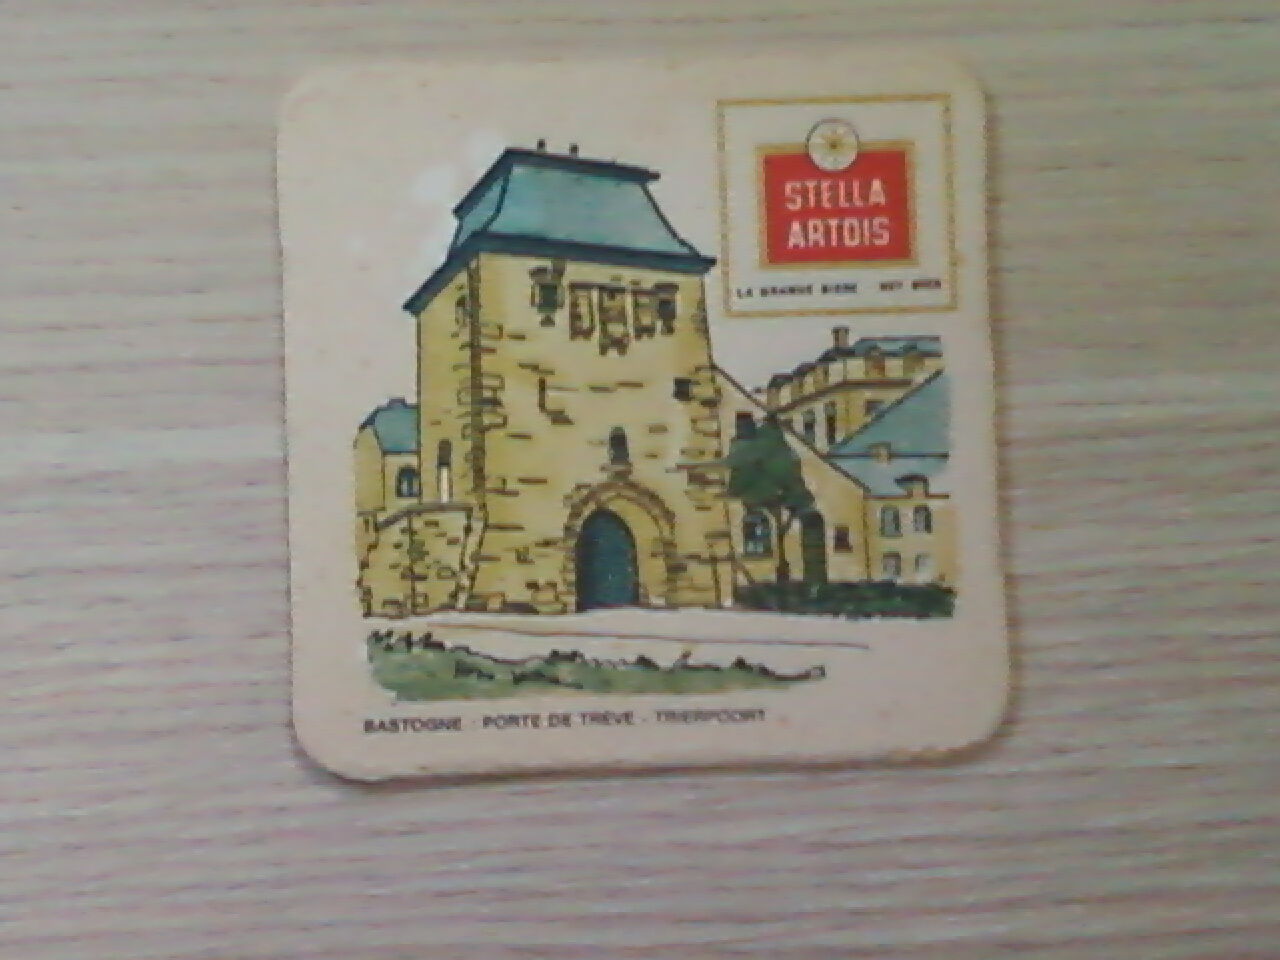 STELLA
ARTOIS
LA GRANDE BIERE HET BIER
BASTOGNE - PORTE DE TREVE - TRIERPOORT